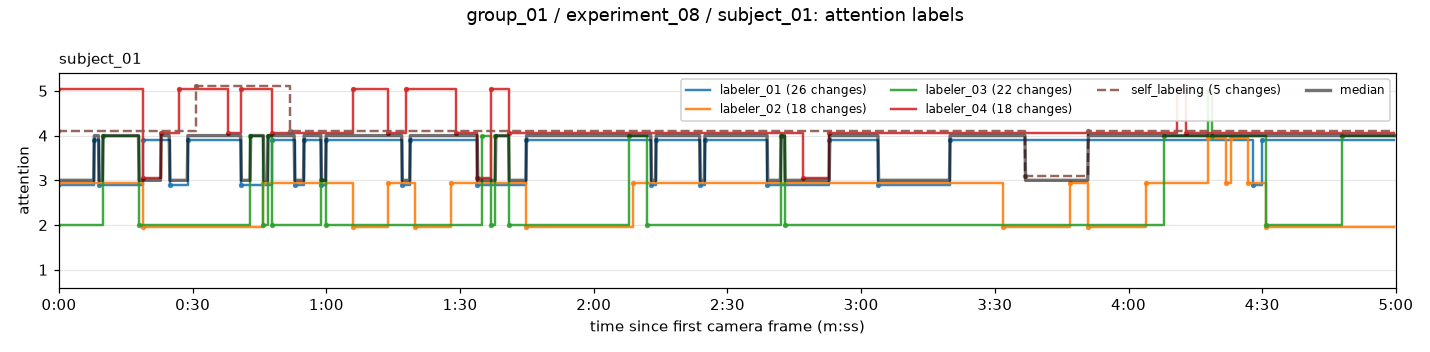 group_01 / experiment_08 / subject_01: attention labels
subject_01
labeler_01 (26 changes)
labeler_02 (18 changes)
labeler_03 (22 changes)
labeler_04 (18 changes)
self_labeling (5 changes)
median
attention
5
4
3
2
1
0:00 0:30 1:00 1:30 2:00 2:30 3:00 3:30 4:00 4:30 5:00
time since first camera frame (m:ss)